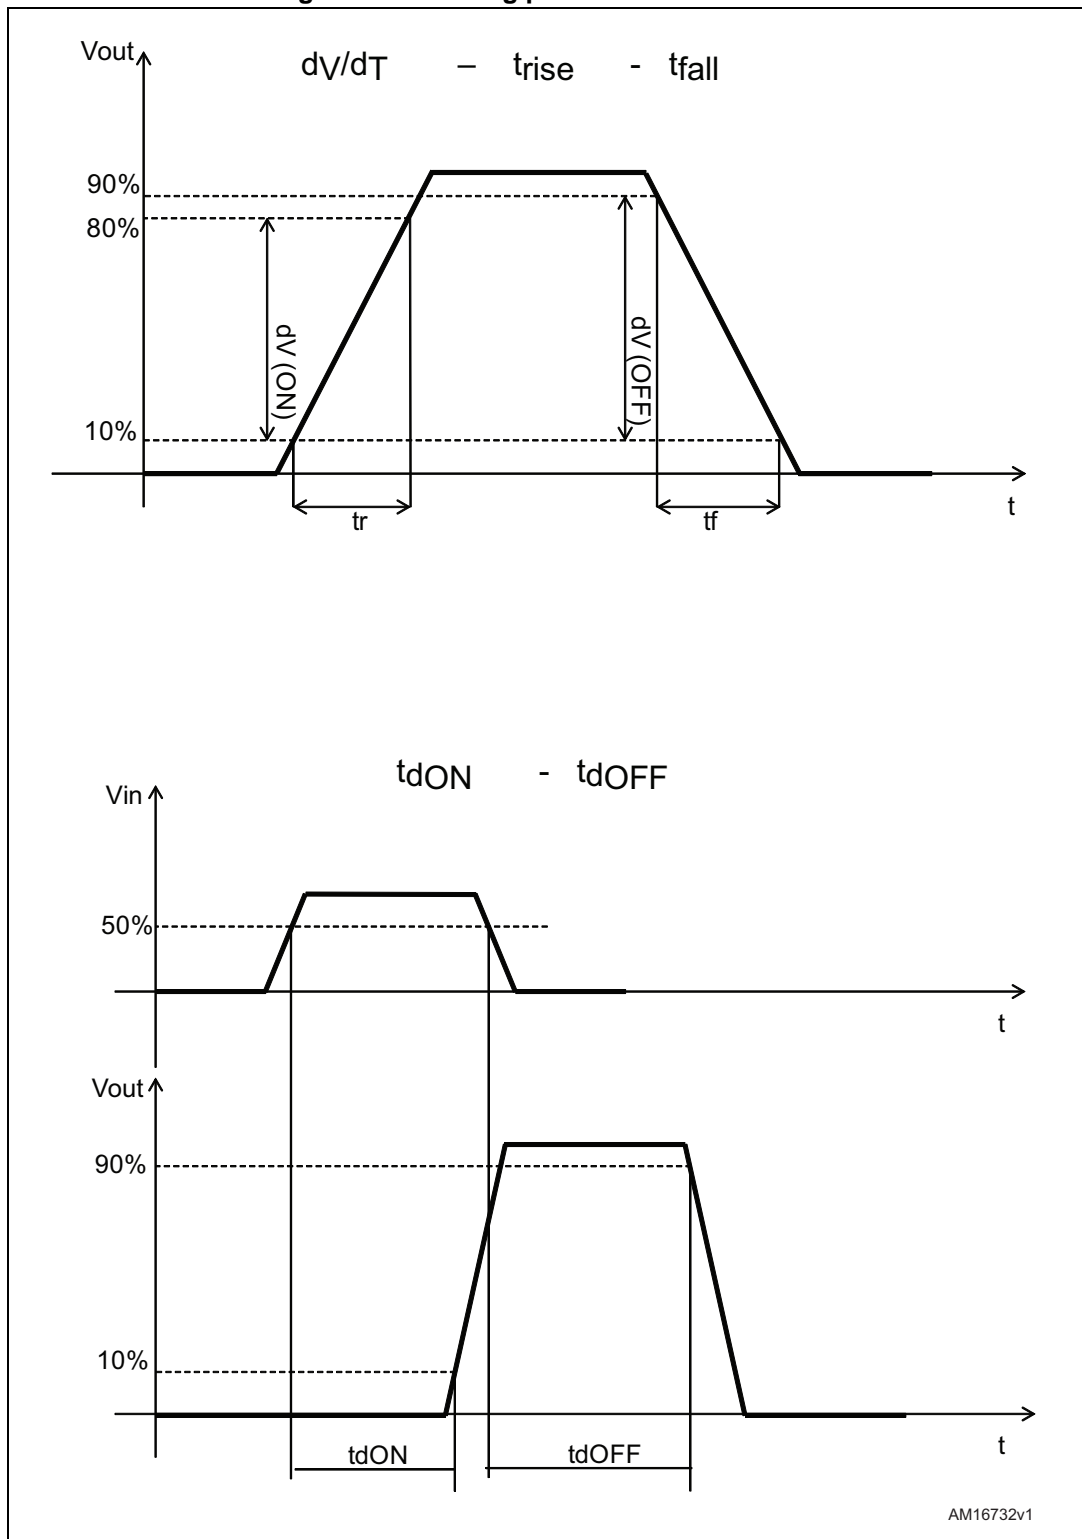 Vout
dV/dT – trise - tfall
90%
80%
dV (ON)
dV (OFF)
10%
tr
tf
t
tdON - tdOFF
Vin
50%
t
Vout
90%
10%
tdON
tdOFF
t
AM16732v1